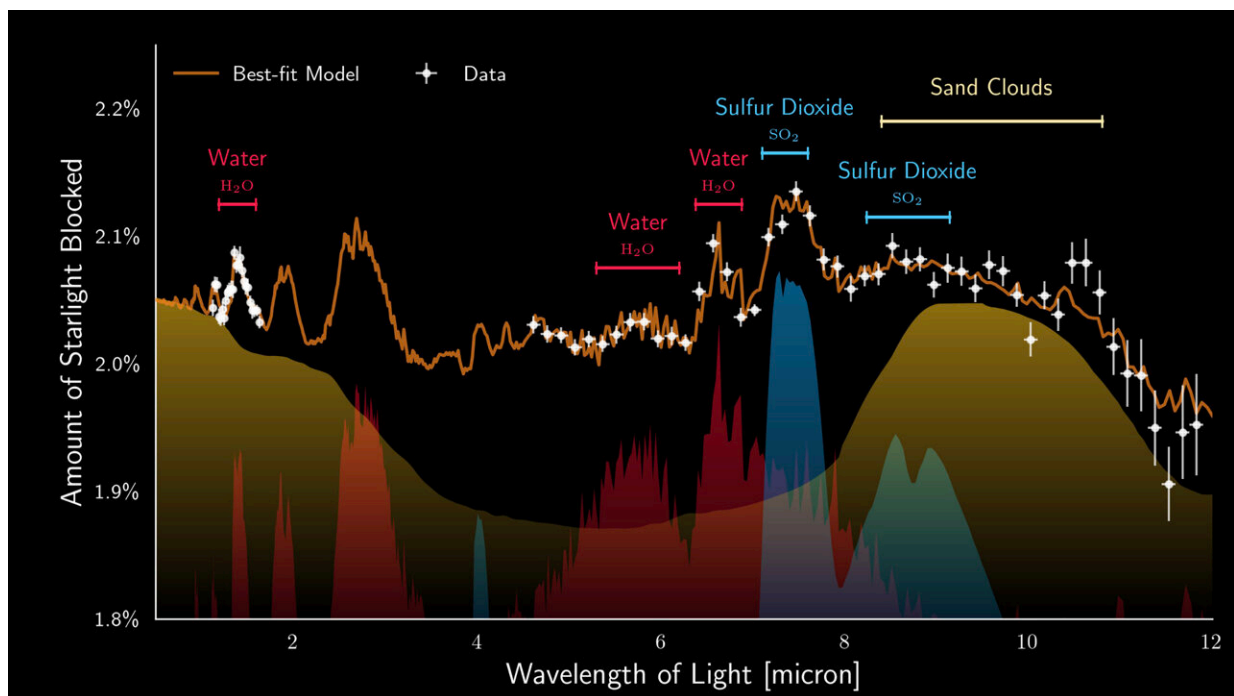 Best-fit Model
Data
Sand Clouds
Sulfur Dioxide
SO₂
Water
H₂O
Water
H₂O
Sulfur Dioxide
SO₂
Water
H₂O
2.2%
2.1%
2.0%
1.9%
1.8%
Amount of Starlight Blocked
2 4 6 8 10 12
Wavelength of Light [micron]